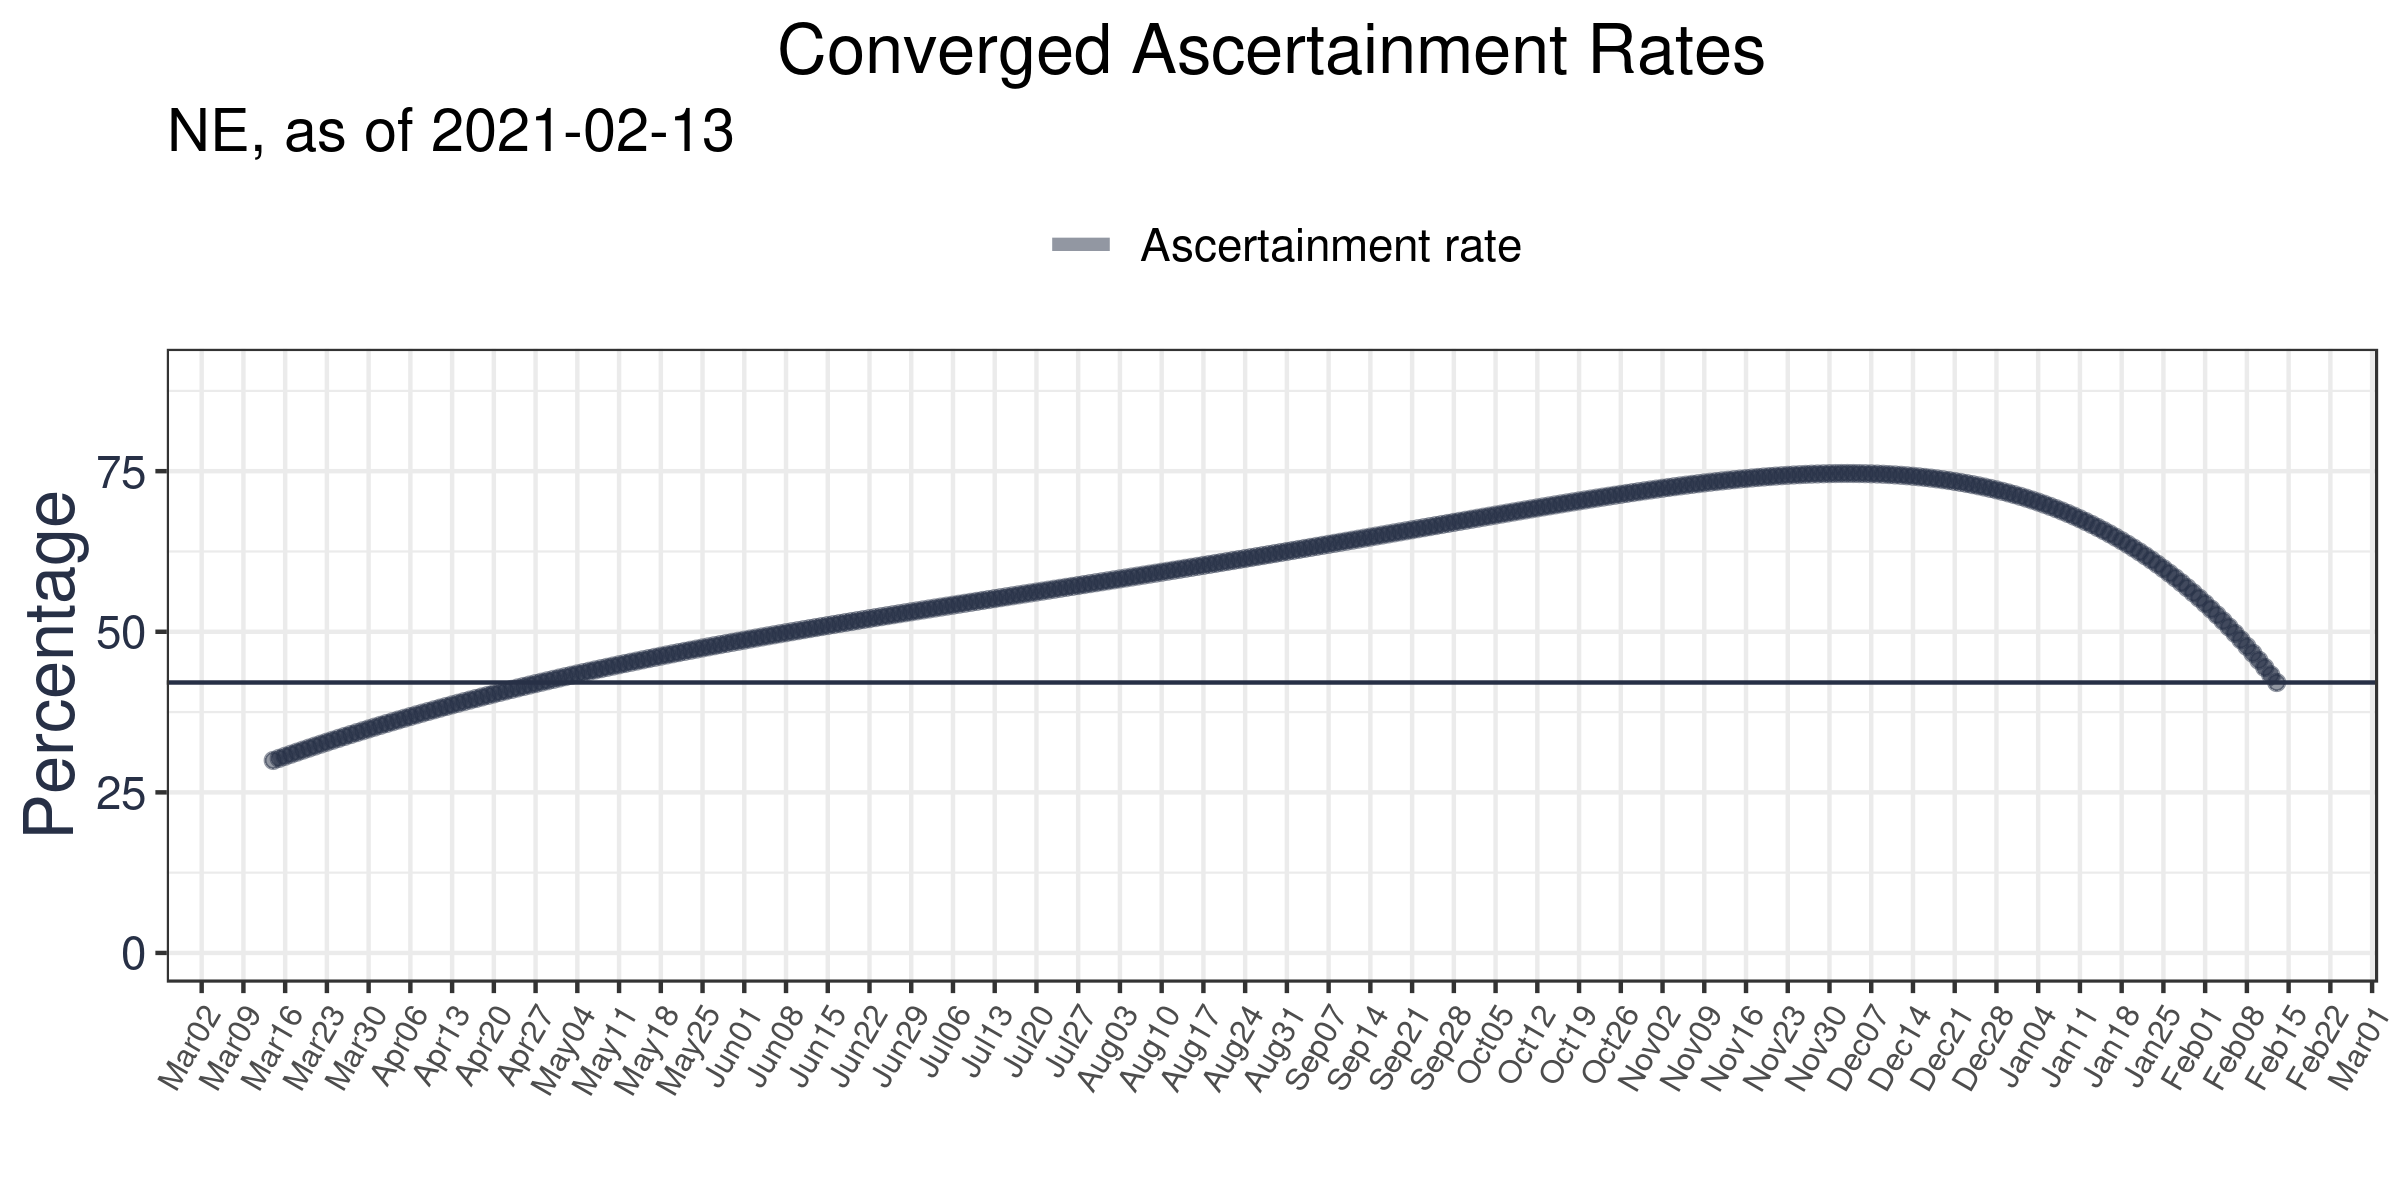 Converged Ascertainment Rates
NE, as of 2021-02-13
Ascertainment rate
Percentage
75
50
25
0
Mar02
Mar09
Mar16
Mar23
Mar30
Apr06
Apr13
Apr20
Apr27
May04
May11
May18
May25
Jun01
Jun08
Jun15
Jun22
Jun29
Jul06
Jul13
Jul20
Jul27
Aug03
Aug10
Aug17
Aug24
Aug31
Sep07
Sep14
Sep21
Sep28
Oct05
Oct12
Oct19
Oct26
Nov02
Nov09
Nov16
Nov23
Nov30
Dec07
Dec14
Dec21
Dec28
Jan04
Jan11
Jan18
Jan25
Feb01
Feb08
Feb15
Feb22
Mar01